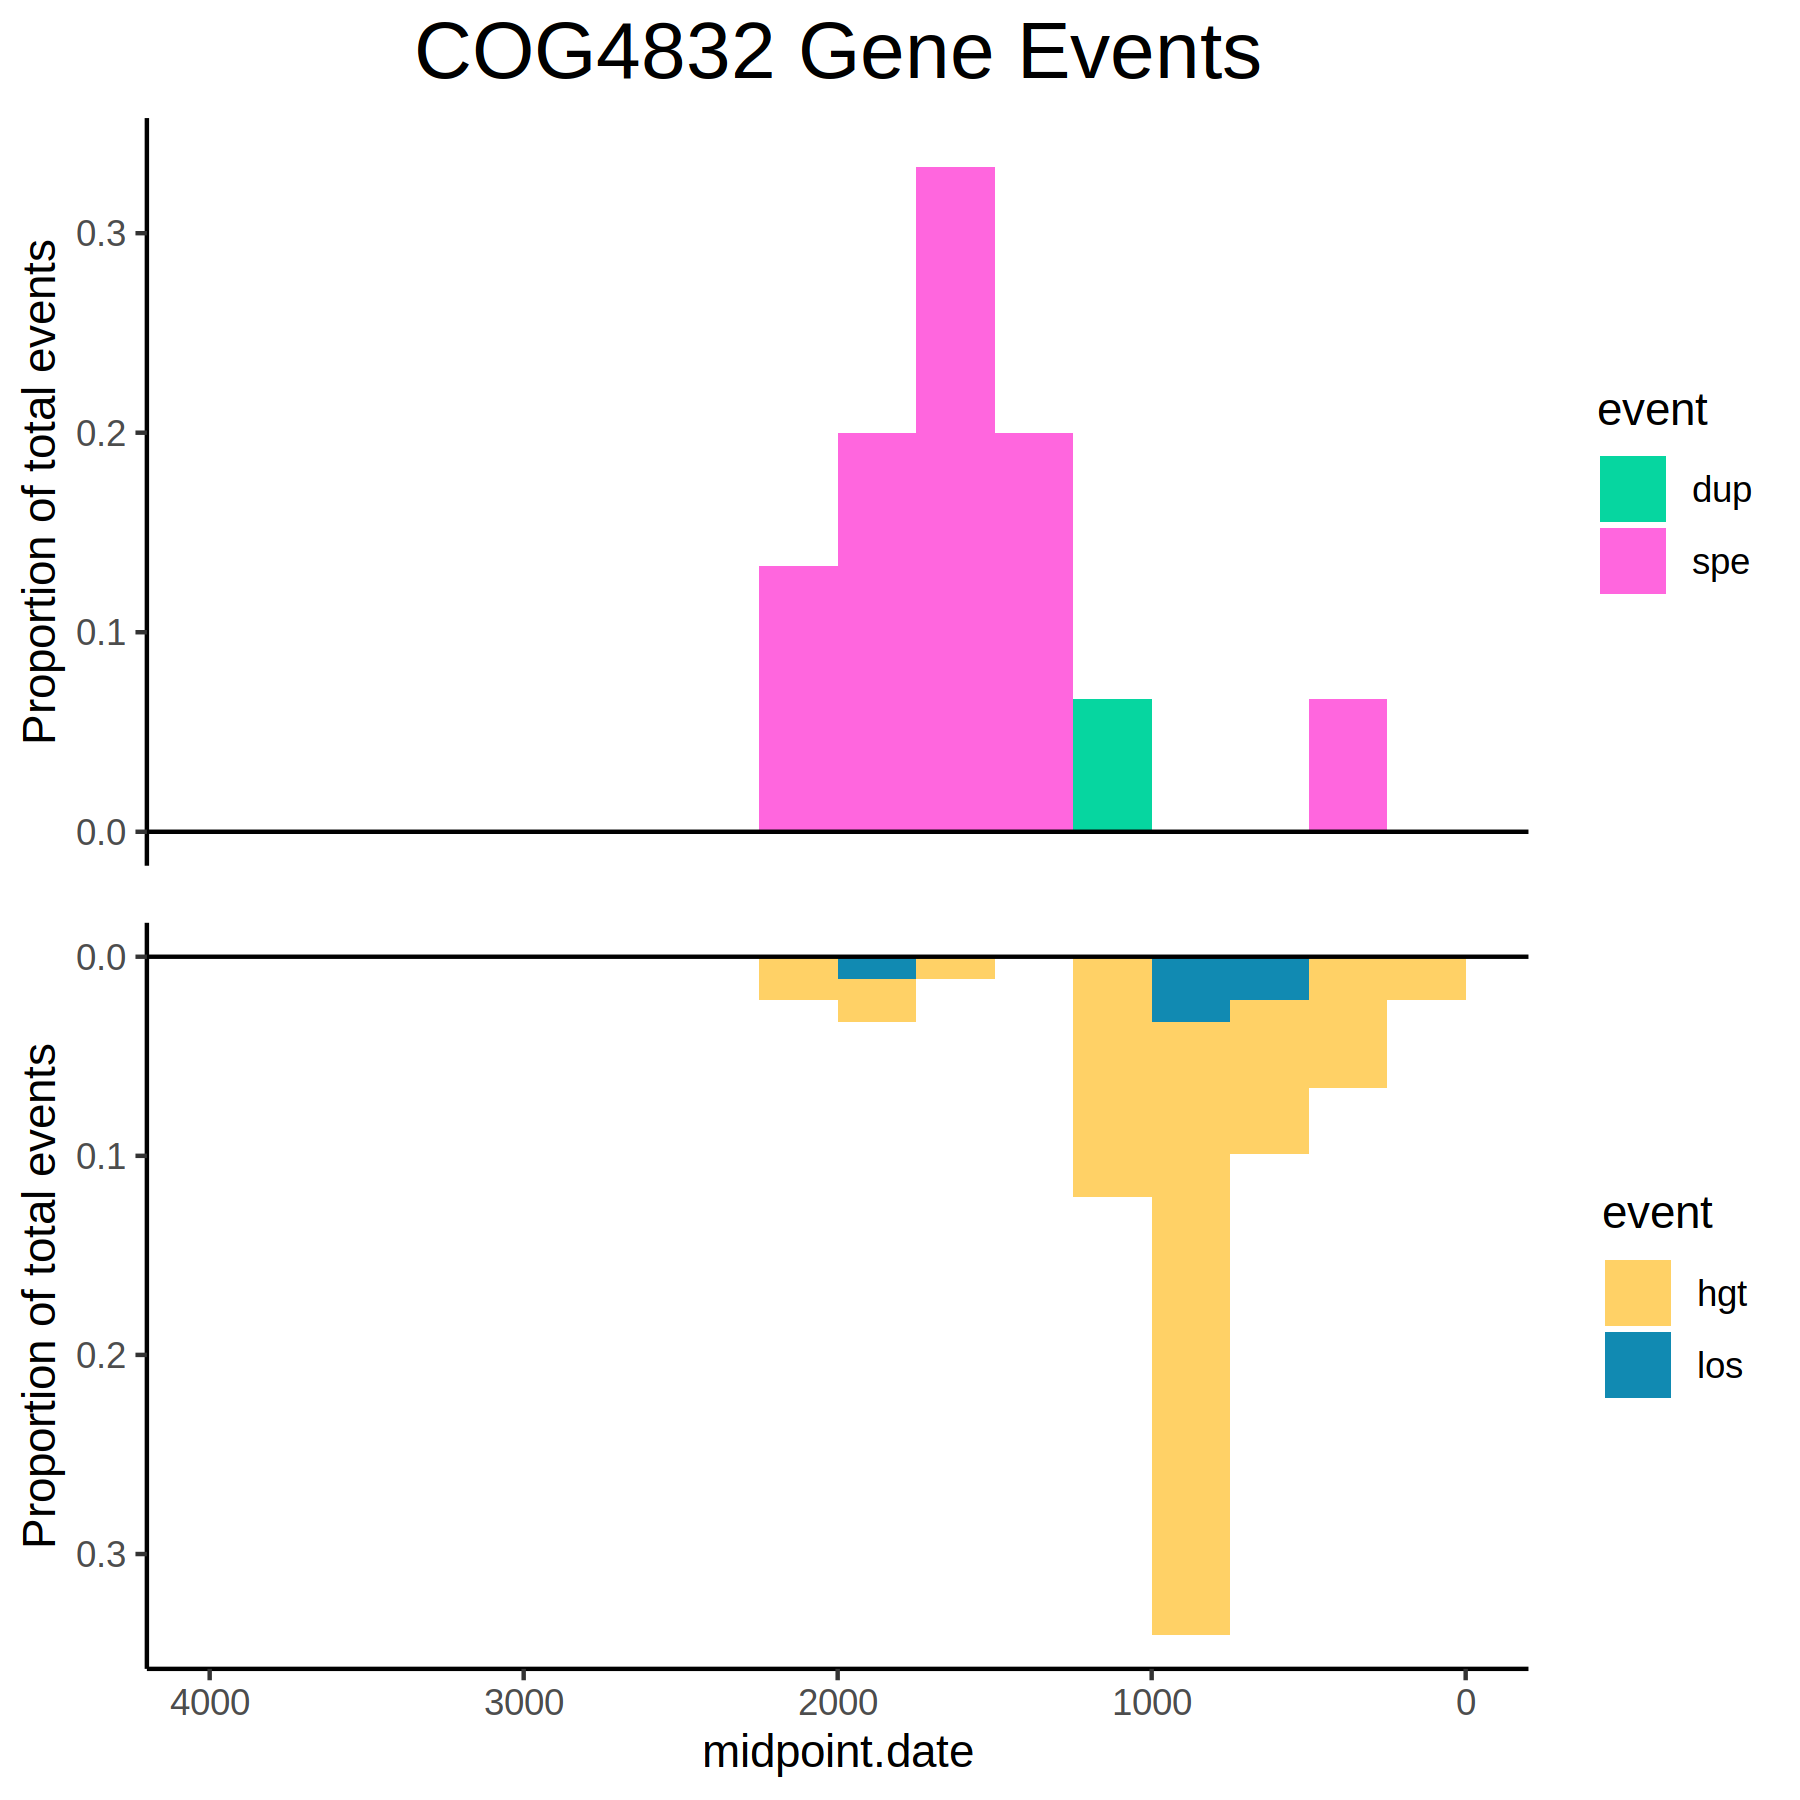 COG4832 Gene Events
Proportion of total events
0.3
0.2
0.1
0.0
event
dup
spe
Proportion of total events
0.0
0.1
0.2
0.3
event
hgt
los
4000 3000 2000 1000 0
midpoint.date